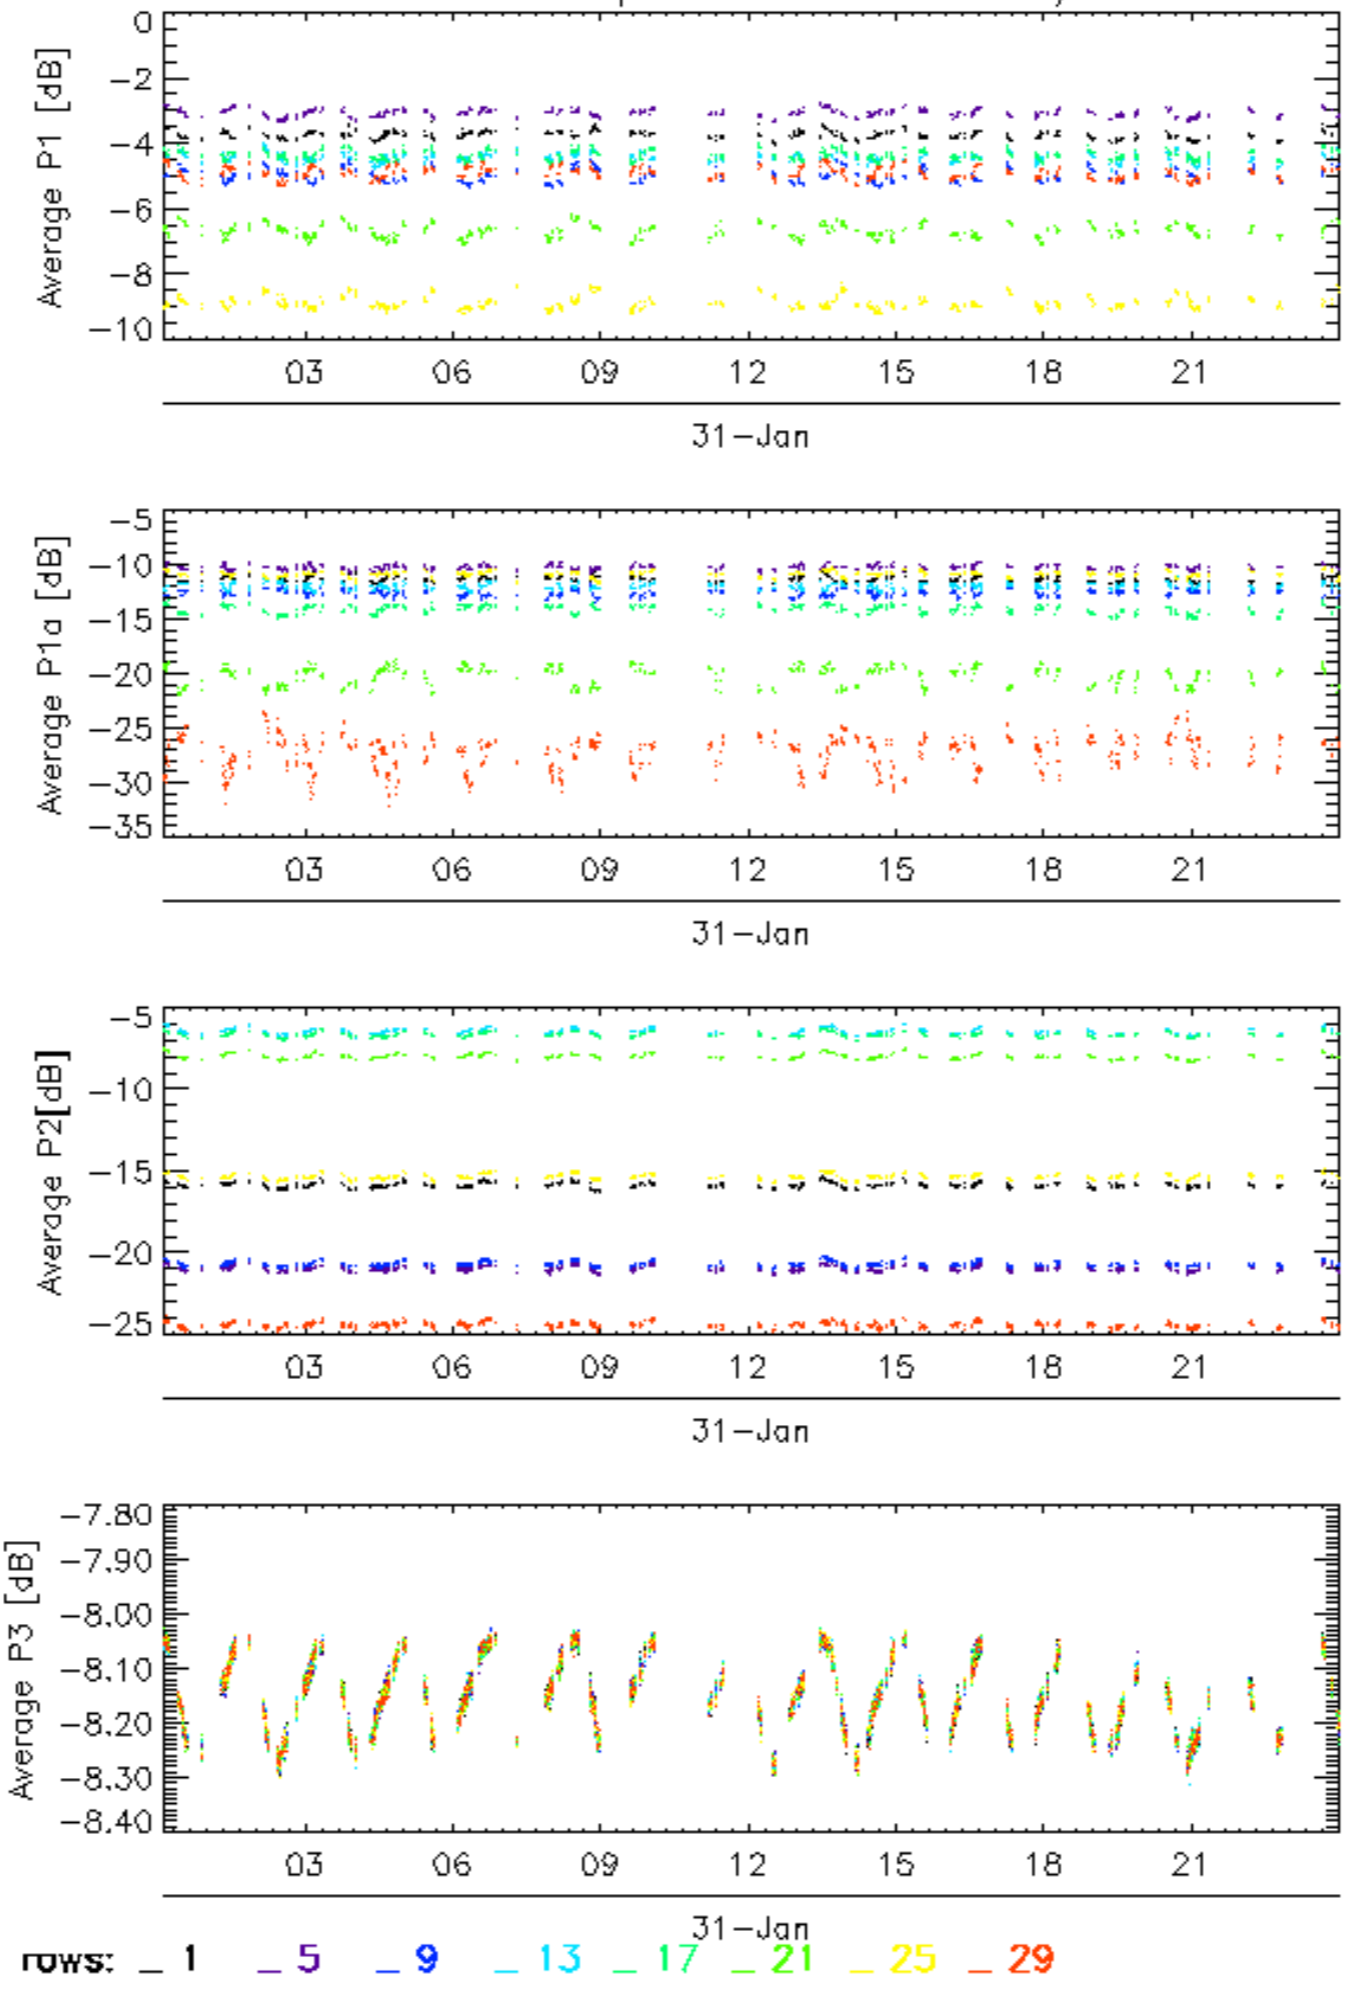 0
-2
-4
-6
-8
-10
Average P1 [dB]
03 06 09 12 15 18 21
31-Jan
-5
-10
-15
-20
-25
-30
-35
Average P1a [dB]
03 06 09 12 15 18 21
31-Jan
-5
-10
-15
-20
-25
Average P2[dB]
03 06 09 12 15 18 21
31-Jan
-7.80
-7.90
-8.00
-8.10
-8.20
-8.30
-8.40
Average P3 [dB]
03 06 09 12 15 18 21
31-Jan
rows: _ 1 _ 5 _ 9 _ 13 _ 17 _ 21 _ 25 _ 29